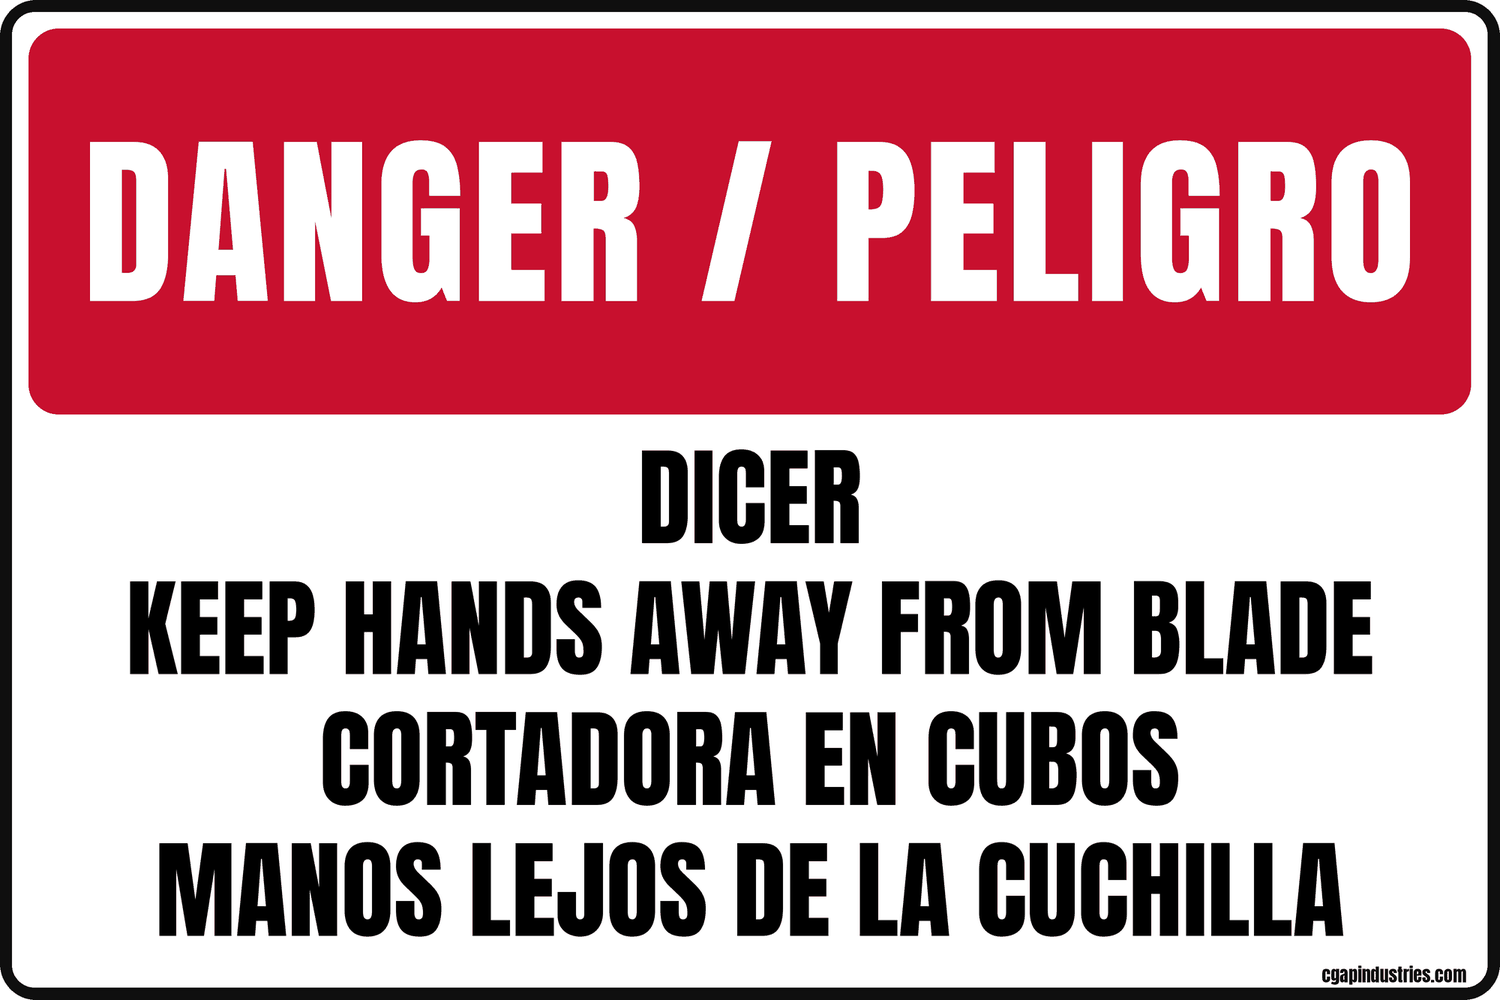 DANGER / PELIGRO
DICER
KEEP HANDS AWAY FROM BLADE
CORTADORA EN CUBOS
MANOS LEJOS DE LA CUCHILLA
cgapindustries.com